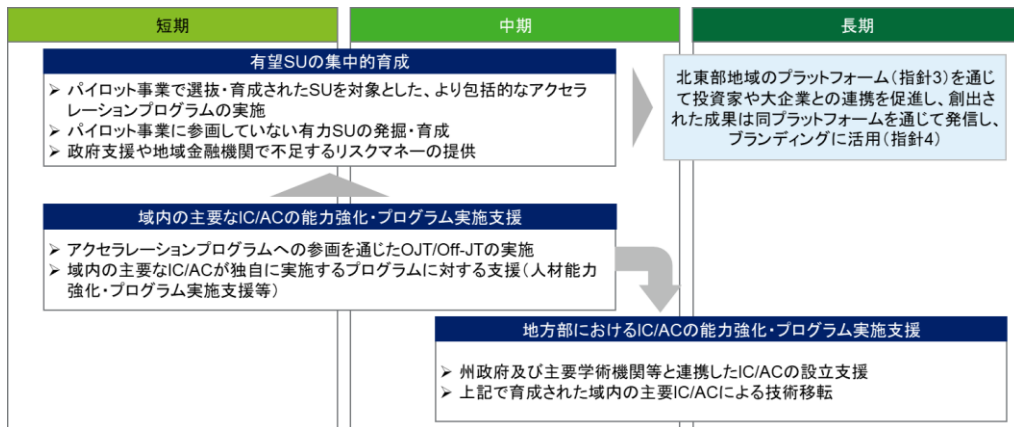 短期
中期
長期
有望SUの集中的育成
➢ パイロット事業で選抜・育成されたSUを対象とした、より包括的なアクセラ
レーションプログラムの実施
➢ パイロット事業に参画していない有力SUの発掘・育成
➢ 政府支援や地域金融機関で不足するリスクマネーの提供
北東部地域のプラットフォーム(指針3)を通じ
て投資家や大企業との連携を促進し、創出さ
れた成果は同プラットフォームを通じて発信し、
ブランディングに活用(指針4)
域内の主要なIC/ACの能力強化・プログラム実施支援
➢ アクセラレーションプログラムへの参画を通じたOJT/Off-JTの実施
➢ 域内の主要なIC/ACが独自に実施するプログラムに対する支援(人材能力
強化・プログラム実施支援等)
地方部におけるIC/ACの能力強化・プログラム実施支援
➢ 州政府及び主要学術機関等と連携したIC/ACの設立支援
➢ 上記で育成された域内の主要IC/ACによる技術移転